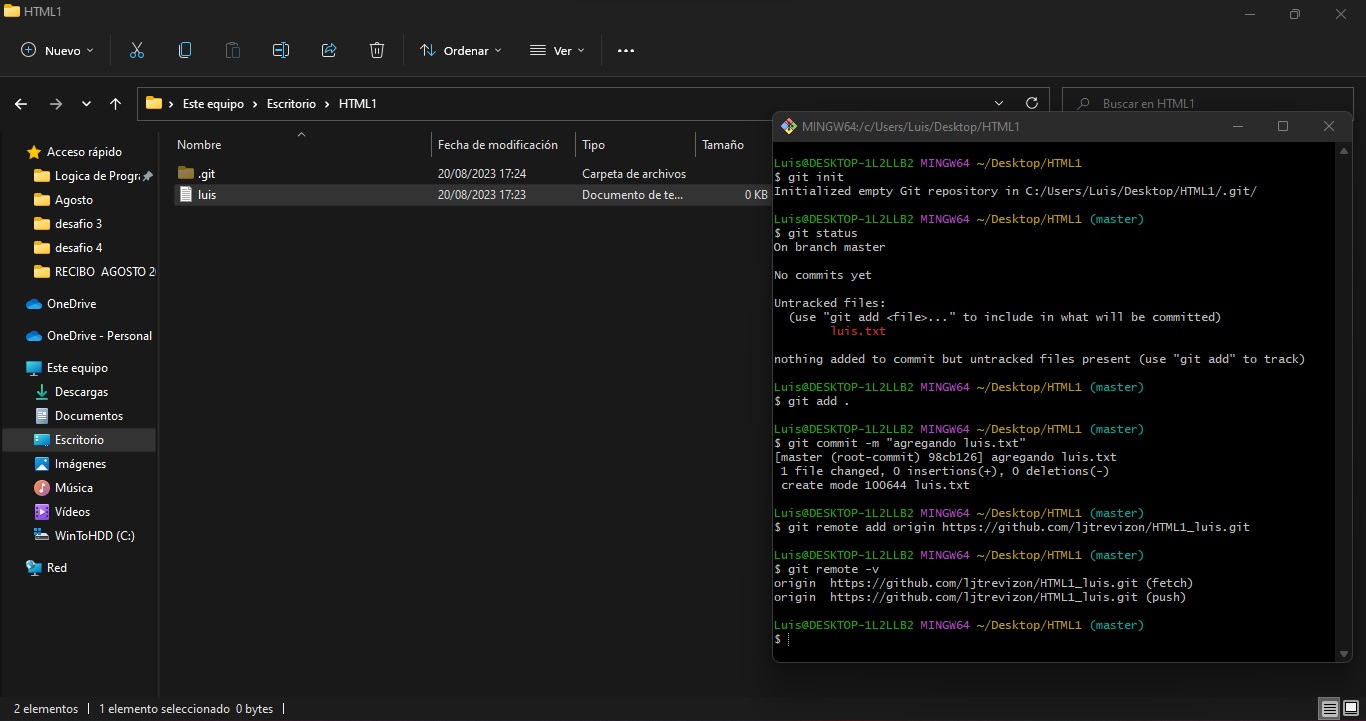 HTML1
Nuevo
Ordenar
Ver
Este equipo > Escritorio > HTML1
Buscar en HTML1
Acceso rápido
Logica de Progra
Agosto
desafio 3
desafio 4
RECIBO AGOSTO 20
OneDrive
OneDrive - Personal
Este equipo
Descargas
Documentos
Escritorio
Imágenes
Música
Vídeos
WinToHDD (C:)
Red
Nombre Fecha de modificación Tipo Tamaño
.git 20/08/2023 17:24 Carpeta de archivos
luis 20/08/2023 17:23 Documento de te... 0 KB
MINGW64:/c/Users/Luis/Desktop/HTML1
Luis@DESKTOP-1L2LLB2 MINGW64 ~/Desktop/HTML1
$ git init
Initialized empty Git repository in C:/Users/Luis/Desktop/HTML1/.git/
Luis@DESKTOP-1L2LLB2 MINGW64 ~/Desktop/HTML1 (master)
$ git status
On branch master
No commits yet
Untracked files:
(use "git add <file>..." to include in what will be committed)
luis.txt
nothing added to commit but untracked files present (use "git add" to track)
Luis@DESKTOP-1L2LLB2 MINGW64 ~/Desktop/HTML1 (master)
$ git add .
Luis@DESKTOP-1L2LLB2 MINGW64 ~/Desktop/HTML1 (master)
$ git commit -m "agregando luis.txt"
[master (root-commit) 98cb126] agregando luis.txt
1 file changed, 0 insertions(+), 0 deletions(-)
create mode 100644 luis.txt
Luis@DESKTOP-1L2LLB2 MINGW64 ~/Desktop/HTML1 (master)
$ git remote add origin https://github.com/ljtrevizon/HTML1_luis.git
Luis@DESKTOP-1L2LLB2 MINGW64 ~/Desktop/HTML1 (master)
$ git remote -v
origin https://github.com/ljtrevizon/HTML1_luis.git (fetch)
origin https://github.com/ljtrevizon/HTML1_luis.git (push)
Luis@DESKTOP-1L2LLB2 MINGW64 ~/Desktop/HTML1 (master)
$
2 elementos | 1 elemento seleccionado 0 bytes |